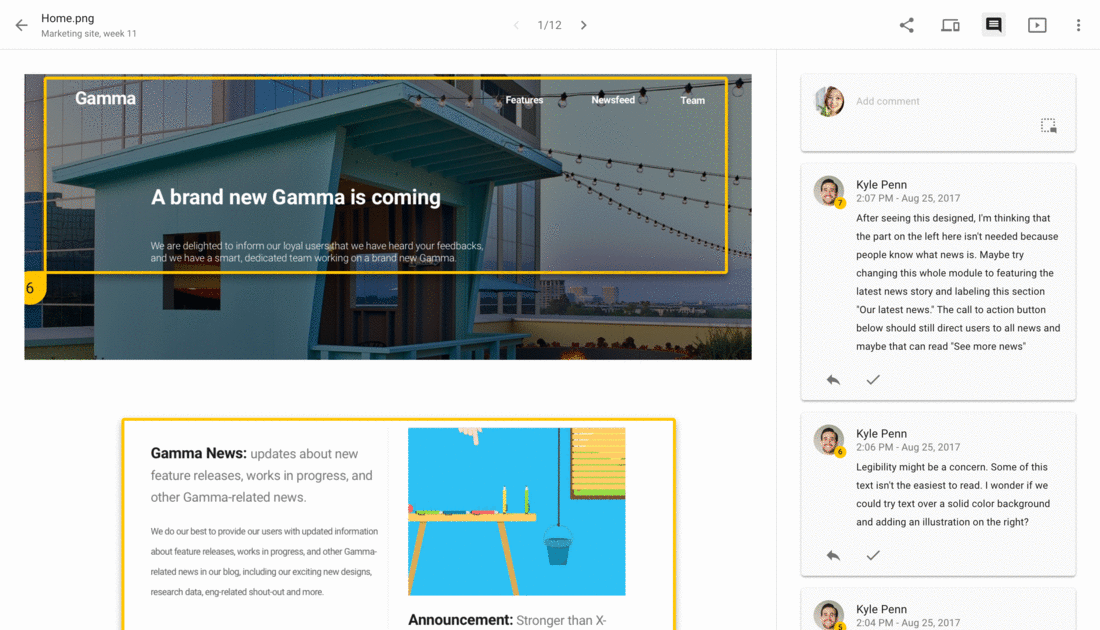 Home.png
Marketing site, week 11
1/12
Gamma
Features
Newsfeed
Team
A brand new Gamma is coming
We are delighted to inform our loyal users that we have heard your feedbacks,
and we have a smart, dedicated team working on a brand new Gamma.
6
Gamma News: updates about new
feature releases, works in progress, and
other Gamma-related news.
We do our best to provide our users with updated information
about feature releases, works in progress, and other Gamma-
related news in our blog, including our exciting new designs,
research data, eng-related shout-out and more.
Announcement: Stronger than X-
Add comment
Kyle Penn
7
2:07 PM - Aug 25, 2017
After seeing this designed, I'm thinking that
the part on the left here isn't needed because
people know what news is. Maybe try
changing this whole module to featuring the
latest news story and labeling this section
"Our latest news." The call to action button
below should still direct users to all news and
maybe that can read "See more news"
Kyle Penn
6
2:06 PM - Aug 25, 2017
Legibility might be a concern. Some of this
text isn't the easiest to read. I wonder if we
could try text over a solid color background
and adding an illustration on the right?
Kyle Penn
5
2:04 PM - Aug 25, 2017